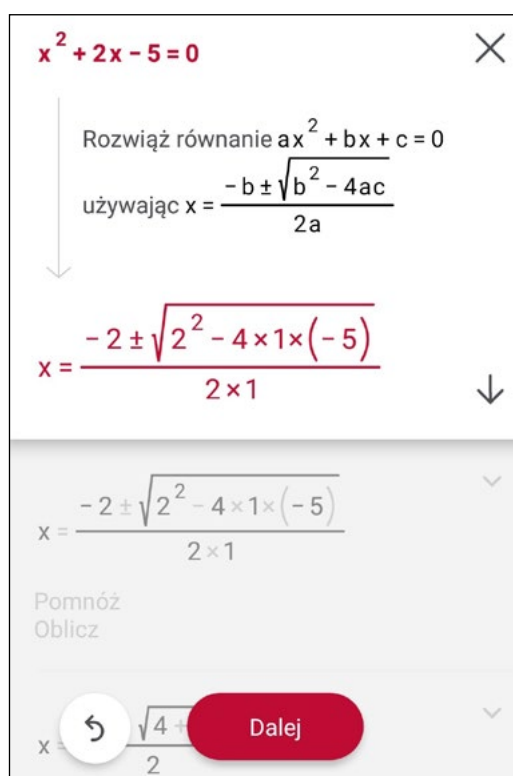 x² + 2x - 5 = 0
Rozwiąż równanie ax² + bx + c = 0
używając x = (-b ± √(b² - 4ac)) / (2a)
x = (-2 ± √(2² - 4 × 1 × (-5))) / (2 × 1)
x = (-2 ± √(2² - 4 × 1 × (-5))) / (2 × 1)
Pomnóż
Oblicz
x √4 + / 2
Dalej